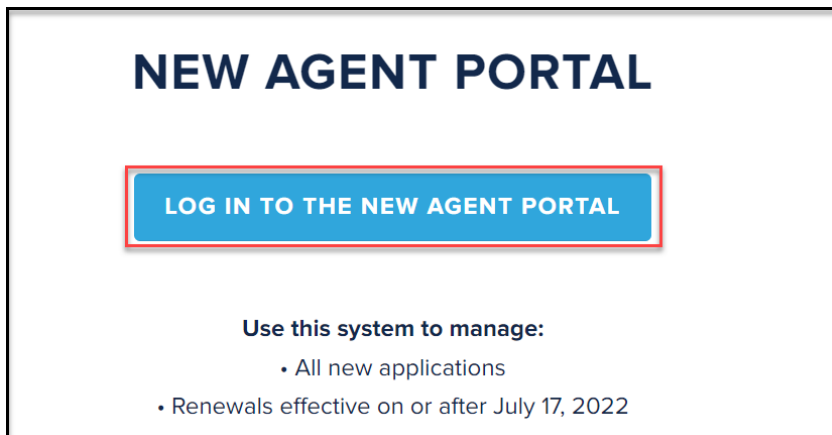 NEW AGENT PORTAL
LOG IN TO THE NEW AGENT PORTAL
Use this system to manage:
• All new applications
• Renewals effective on or after July 17, 2022